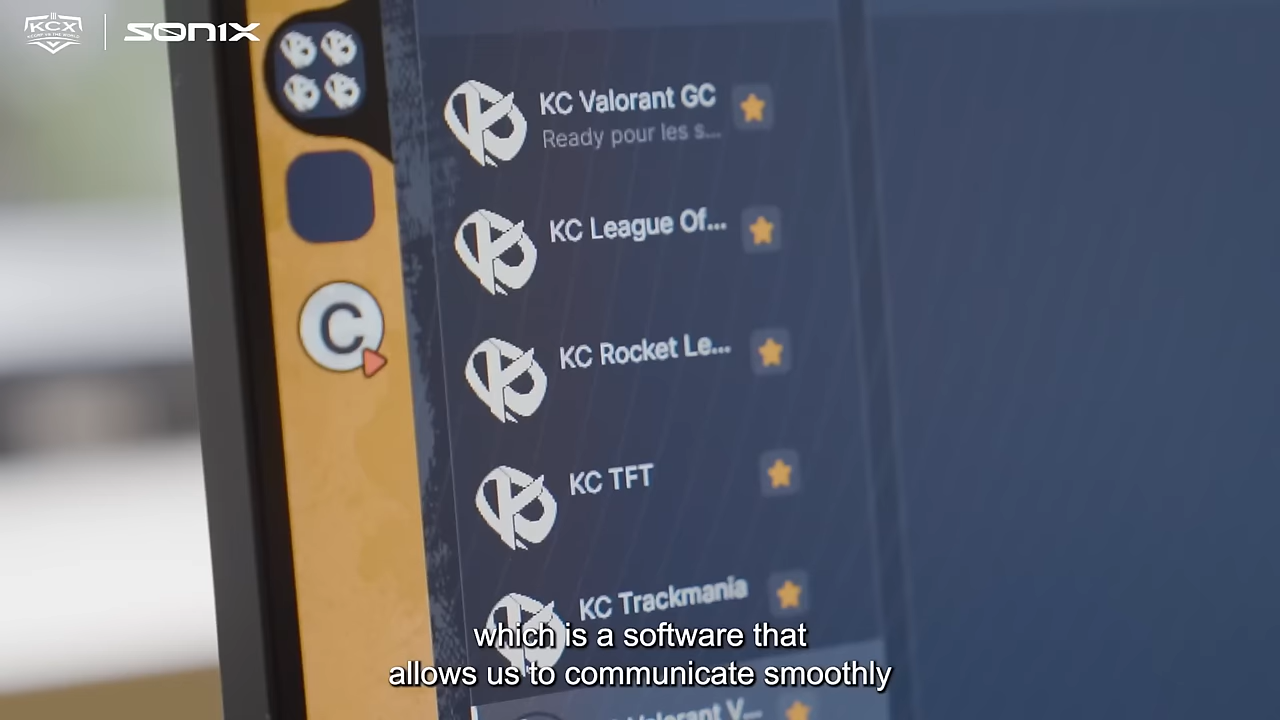 KCX
SONIX
KC Valorant GC
Ready pour les s...
KC League Of...
C
KC Rocket Le...
KC TFT
KC Trackmania
which is a software that
allows us to communicate smoothly
Valorant V...